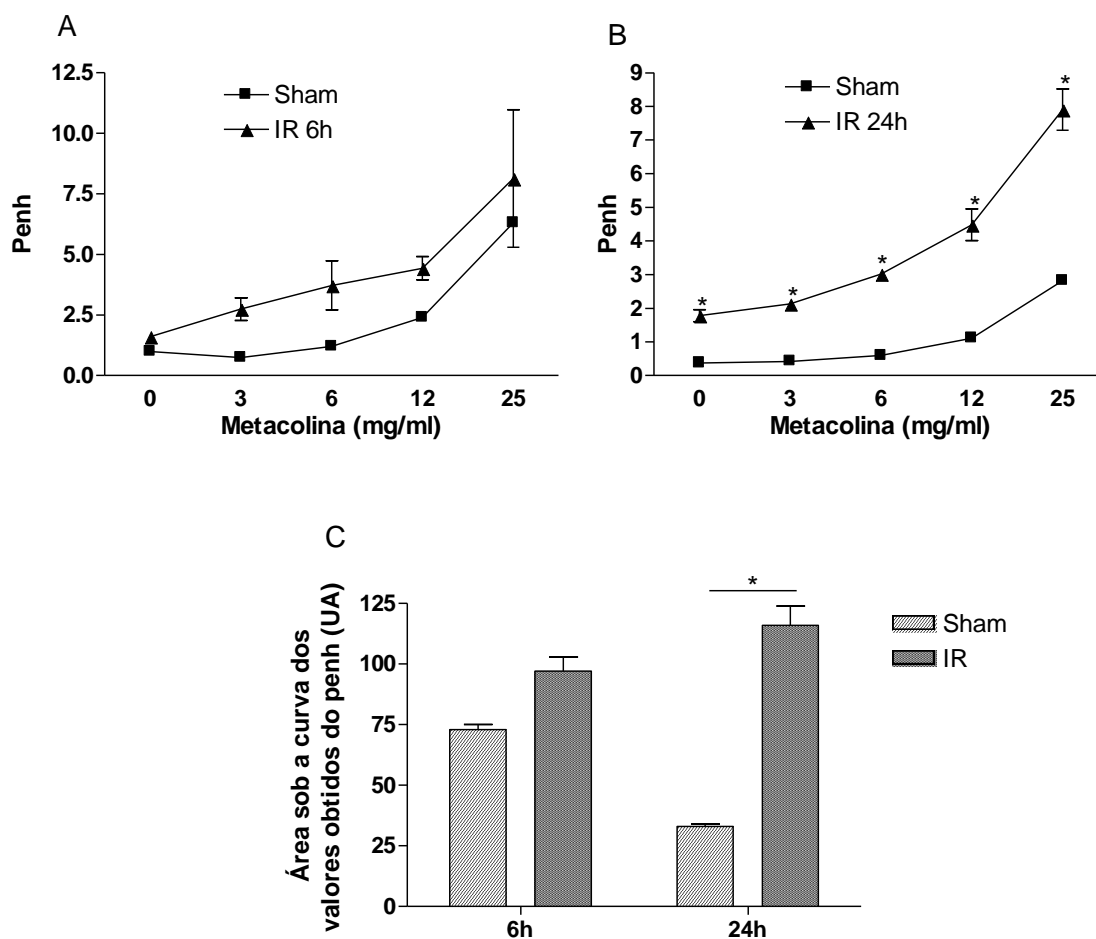 A
12.5
10.0
7.5
5.0
2.5
0.0
Penh
Sham
IR 6h
0 3 6 12 25
Metacolina (mg/ml)
B
9
8
7
6
5
4
3
2
1
0
Penh
Sham
IR 24h
* * * * *
0 3 6 12 25
Metacolina (mg/ml)
C
125
100
75
50
25
0
Área sob a curva dos
valores obtidos do penh (UA)
*
Sham
IR
6h 24h